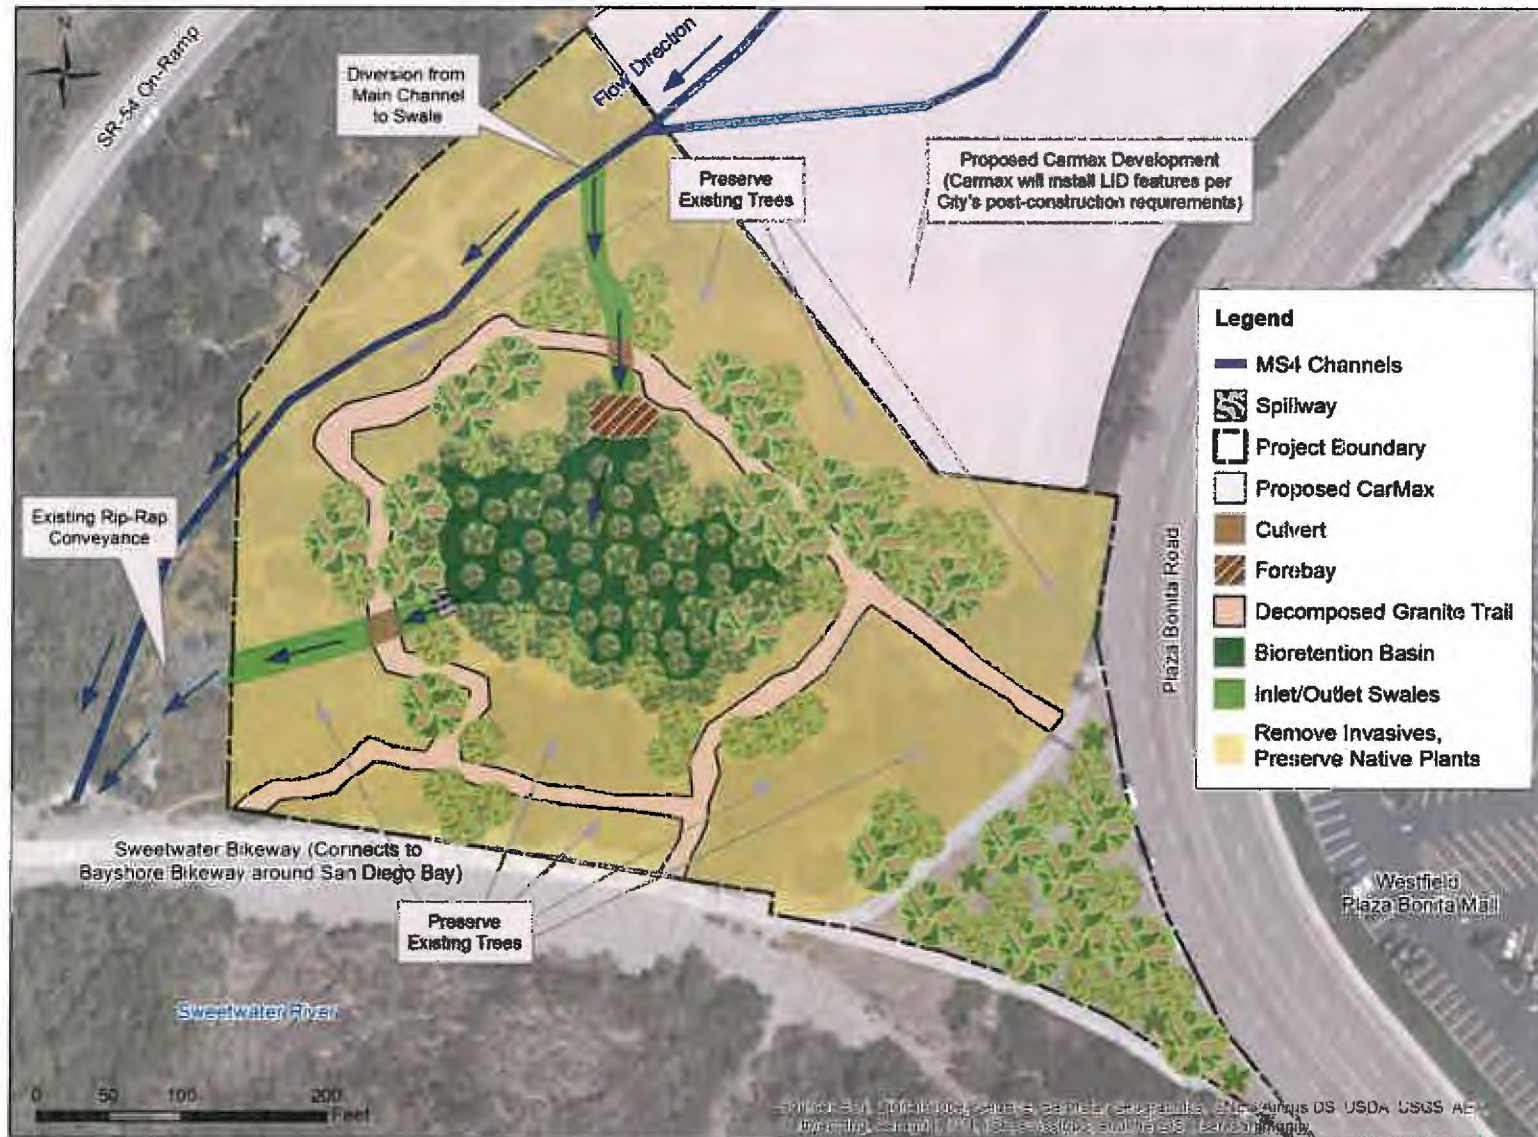 N
SR-54 On-Ramp
Diversion from
Main Channel
to Swale
Flow Direction
Preserve
Existing Trees
Proposed Carmax Development
(Carmax will install LID features per
City's post-construction requirements)
Legend
MS4 Channels
Spillway
Project Boundary
Proposed CarMax
Culvert
Forebay
Decomposed Granite Trail
Bioretention Basin
Inlet/Outlet Swales
Remove Invasives,
Preserve Native Plants
Existing Rip-Rap
Conveyance
Plaza Bonita Road
Sweetwater Bikeway (Connects to
Bayshore Bikeway around San Diego Bay)
Preserve
Existing Trees
Westfield
Plaza Bonita Mall
Sweetwater River
0 50 100 200
Feet
DS USDA USGS